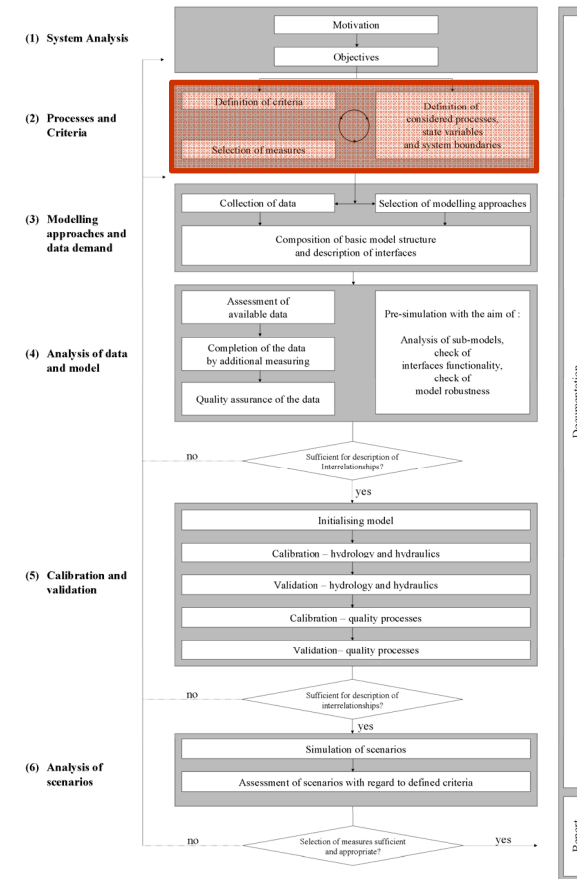 (1) System Analysis
Motivation
Objectives
(2) Processes and
Criteria
Definition of criteria
Selection of measures
Definition of
considered processes,
state variables
and system boundaries
(3) Modelling
approaches and
data demand
Collection of data
Selection of modelling approaches
Composition of basic model structure
and description of interfaces
(4) Analysis of data
and model
Assessment of
available data
Completion of the data
by additional measuring
Quality assurance of the data
Pre-simulation with the aim of :
Analysis of sub-models,
check of
interfaces functionality,
check of
model robustness
no
Sufficient for description of
Interrelationships?
yes
(5) Calibration and
validation
Initialising model
Calibration – hydrology and hydraulics
Validation – hydrology and hydraulics
Calibration – quality processes
Validation– quality processes
no
Sufficient for description of
interrelationships?
yes
(6) Analysis of
scenarios
Simulation of scenarios
Assessment of scenarios with regard to defined criteria
no
Selection of measures sufficient
and appropriate?
yes
Documentation
Report